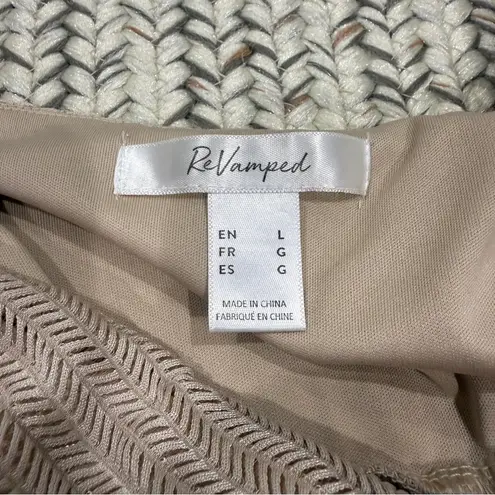 ReVamped
EN L
FR G
ES G
MADE IN CHINA
FABRIQUÉ EN CHINE